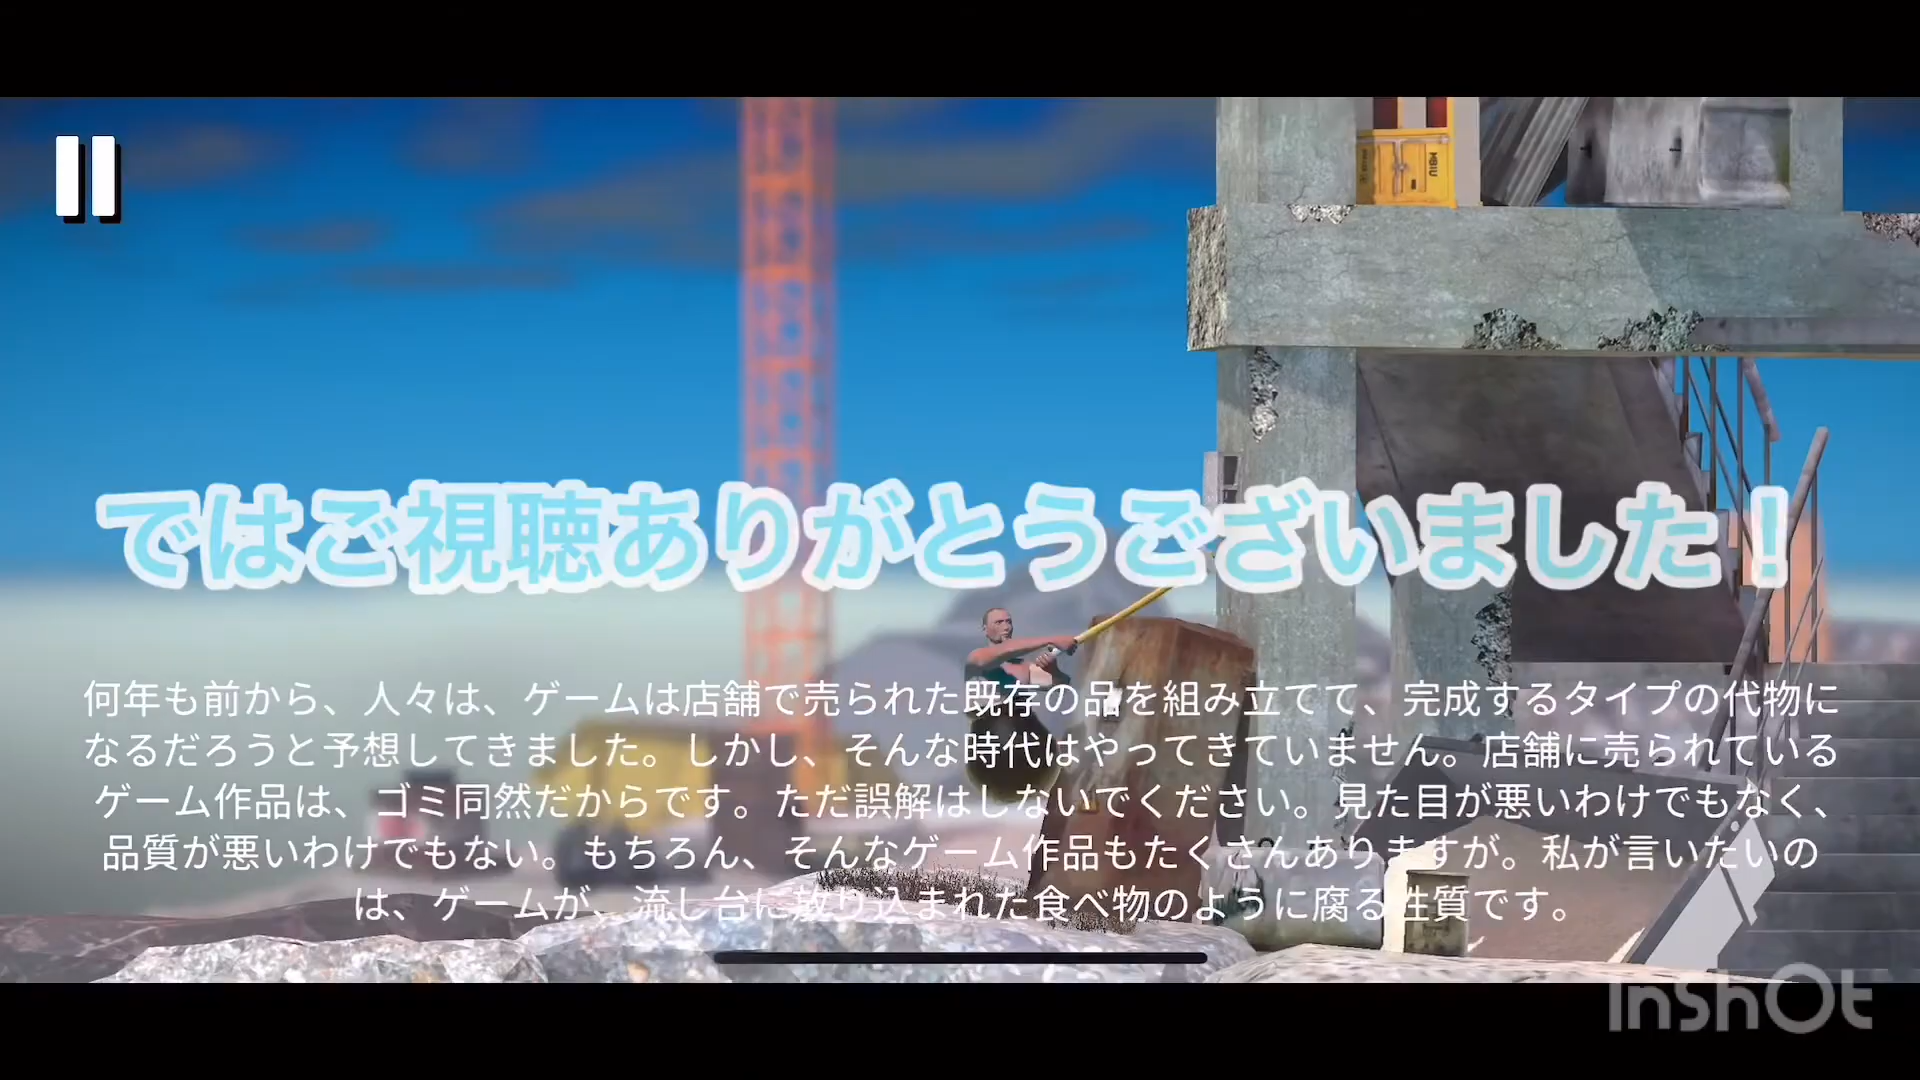 MBIU
ではご視聴ありがとうございました！
何年も前から、人々は、ゲームは店舗で売られた既存の品を組み立てて、完成するタイプの代物に
なるだろうと予想してきました。しかし、そんな時代はやってきていません。店舗に売られている
ゲーム作品は、ゴミ同然だからです。ただ誤解はしないでください。見た目が悪いわけでもなく、
品質が悪いわけでもない。もちろん、そんなゲーム作品もたくさんありますが。私が言いたいの
は、ゲームが、流し台に放り込まれた食べ物のように腐る性質です。
InShOt